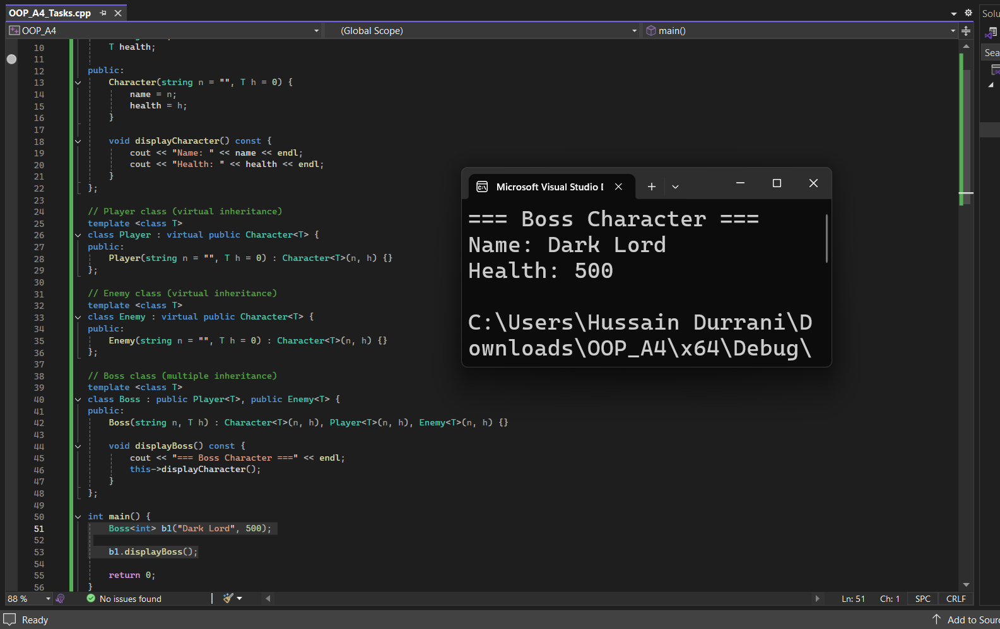 OOP_A4_Tasks.cpp
OOP_A4
(Global Scope)
main()
10 T health;
11
12 public:
13 Character(string n = "", T h = 0) {
14 name = n;
15 health = h;
16 }
17
18 void displayCharacter() const {
19 cout << "Name: " << name << endl;
20 cout << "Health: " << health << endl;
21 }
22 };
23
24 // Player class (virtual inheritance)
25 template <class T>
26 class Player : virtual public Character<T> {
27 public:
28 Player(string n = "", T h = 0) : Character<T>(n, h) {}
29 };
30
31 // Enemy class (virtual inheritance)
32 template <class T>
33 class Enemy : virtual public Character<T> {
34 public:
35 Enemy(string n = "", T h = 0) : Character<T>(n, h) {}
36 };
37
38 // Boss class (multiple inheritance)
39 template <class T>
40 class Boss : public Player<T>, public Enemy<T> {
41 public:
42 Boss(string n, T h) : Character<T>(n, h), Player<T>(n, h), Enemy<T>(n, h) {}
43
44 void displayBoss() const {
45 cout << "=== Boss Character ===" << endl;
46 this->displayCharacter();
47 }
48 };
49
50 int main() {
51 Boss<int> b1("Dark Lord", 500);
52
53 b1.displayBoss();
54
55 return 0;
56 }
Microsoft Visual Studio
=== Boss Character ===
Name: Dark Lord
Health: 500
C:\Users\Hussain Durrani\D
ownloads\OOP_A4\x64\Debug\
Solu
Sea
88 %
No issues found
Ln: 51
Ch: 1
SPC
CRLF
Ready
Add to Sour